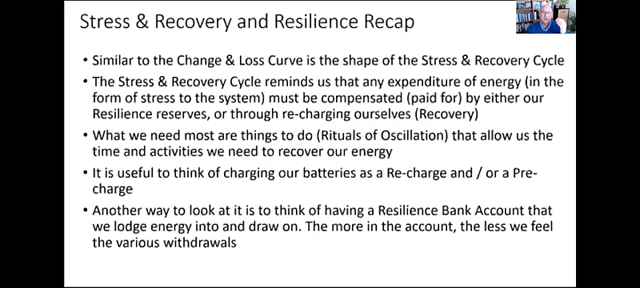 Stress & Recovery and Resilience Recap
• Similar to the Change & Loss Curve is the shape of the Stress & Recovery Cycle
• The Stress & Recovery Cycle reminds us that any expenditure of energy (in the
form of stress to the system) must be compensated (paid for) by either our
Resilience reserves, or through re-charging ourselves (Recovery)
• What we need most are things to do (Rituals of Oscillation) that allow us the
time and activities we need to recover our energy
• It is useful to think of charging our batteries as a Re-charge and / or a Pre-
charge
• Another way to look at it is to think of having a Resilience Bank Account that
we lodge energy into and draw on. The more in the account, the less we feel
the various withdrawals